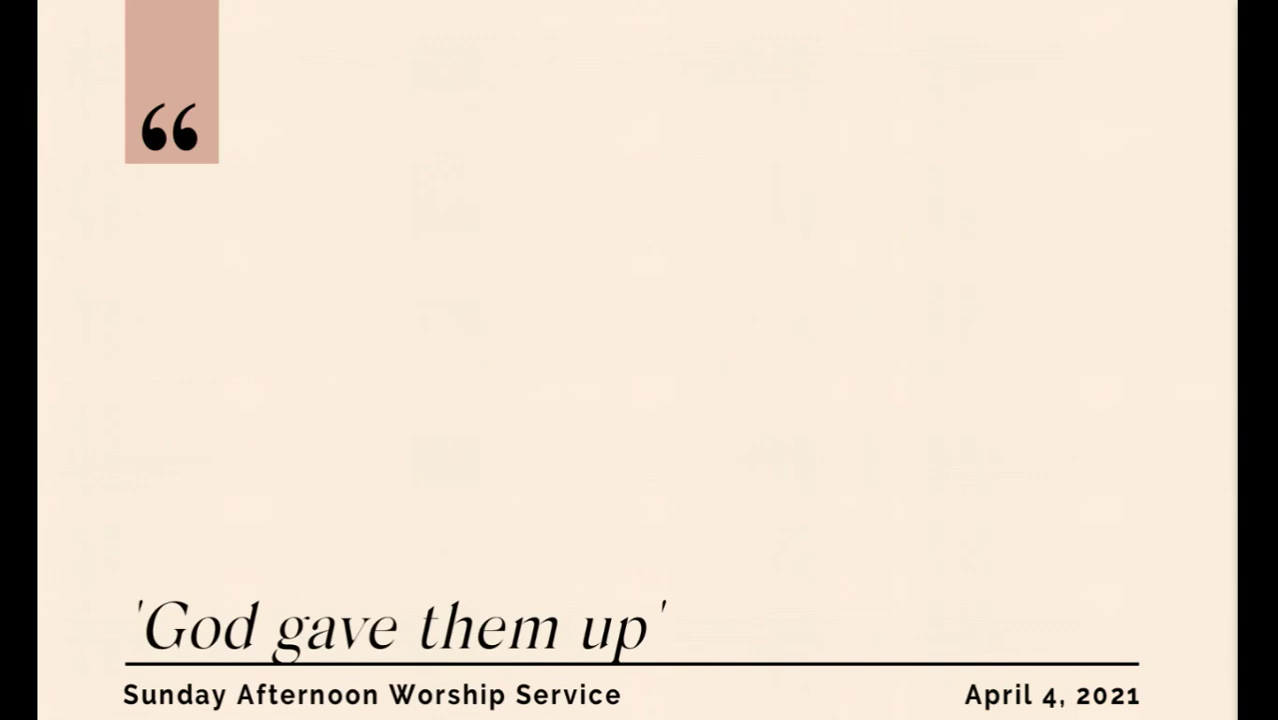 “
'God gave them up'
Sunday Afternoon Worship Service
April 4, 2021